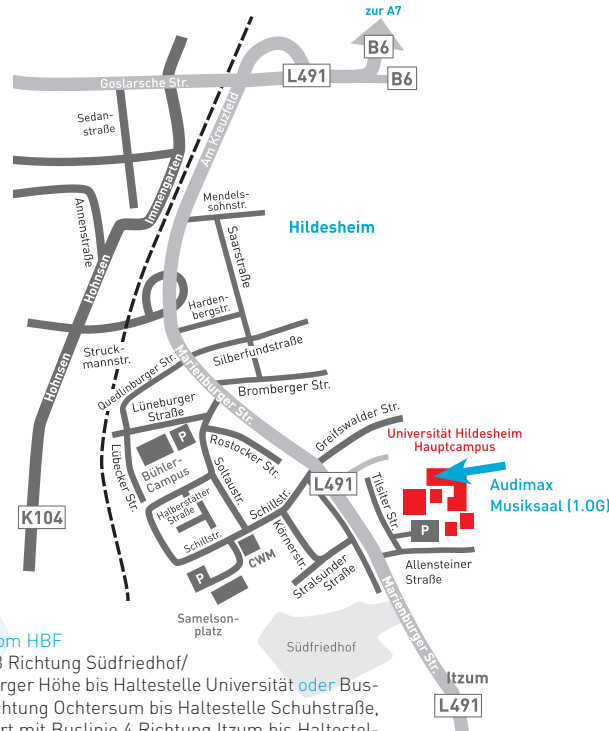 zur A7
B6
L491
B6
Goslarsche Str.
Sedan-
straße
Am Kreuzfeld
Immengarten
Annenstraße
Mendels-
sohnstr.
Hildesheim
Saarstraße
Hohnsen
Harden-
bergstr.
Struck-
mannstr.
Hohnsen
Quedlinburger Str.
Marienburger Str.
Silberfundstraße
Bromberger Str.
Lüneburger
Straße
Greifswalder Str.
Universität Hildesheim
Hauptcampus
P
Rostocker Str.
Lübecker Str.
Bühler-
Campus
Soltaustr.
L491
Tilsiter Str.
Audimax
Musiksaal (1.OG)
K104
Halberstätter
Straße
Schillstr.
Körnerstr.
P
Schillstr.
CWM
Allensteiner
Straße
P
Stralsunder
Straße
Marienburger Str.
Samelson-
platz
Südfriedhof
om HBF
Richtung Südfriedhof/
rger Höhe bis Haltestelle Universität oder Bus-
chtung Ochtersum bis Haltestelle Schuhstraße,
rt mit Buslinie 4 Richtung Itzum bis Haltestel-
Itzum
L491